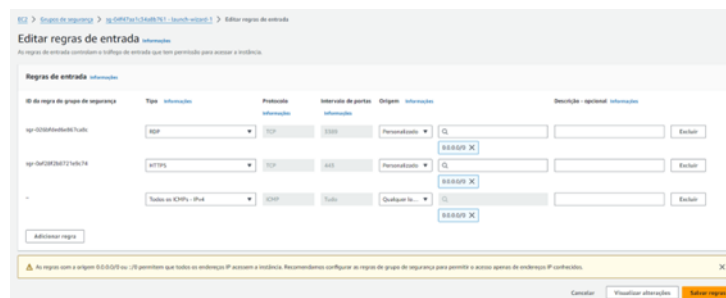 EC2 > Grupos de segurança > launch-wizard-1 > Editar regras de entrada
Editar regras de entrada Informações
As regras de entrada controlam o tráfego de entrada que tem permissão para acessar a instância.
Regras de entrada Informações
ID da regra do grupo de segurança Tipo Informações Protocolo Informações Intervalo de portas Informações Origem Informações Descrição - opcional Informações
RDP TCP 3389 Personalizado Excluir
0.0.0.0/0 X
HTTPS TCP 443 Personalizado Excluir
0.0.0.0/0 X
- Todos os ICMPs - IPv4 ICMP Tudo Qualquer lo... Excluir
0.0.0.0/0 X
Adicionar regra
As regras com a origem 0.0.0.0/0 ou ::/0 permitem que todos os endereços IP acessem a instância. Recomendamos configurar as regras de grupo de segurança para permitir o acesso apenas de endereços IP conhecidos. X
Cancelar Visualizar alterações Salvar regras